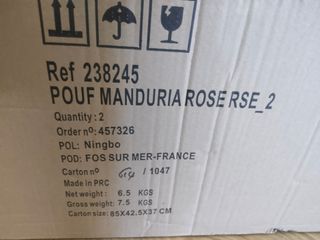 Ref 238245
POUF MANDURIA ROSE RSE_2
Quantity: 2
Order nº: 457326
POL: Ningbo
POD: FOS SUR MER-FRANCE
Carton nº / 1047
Made in PRC
Net weight: 6.5 KGS
Gross weight: 7.5 KGS
Carton size: 85X42.5X37 CM